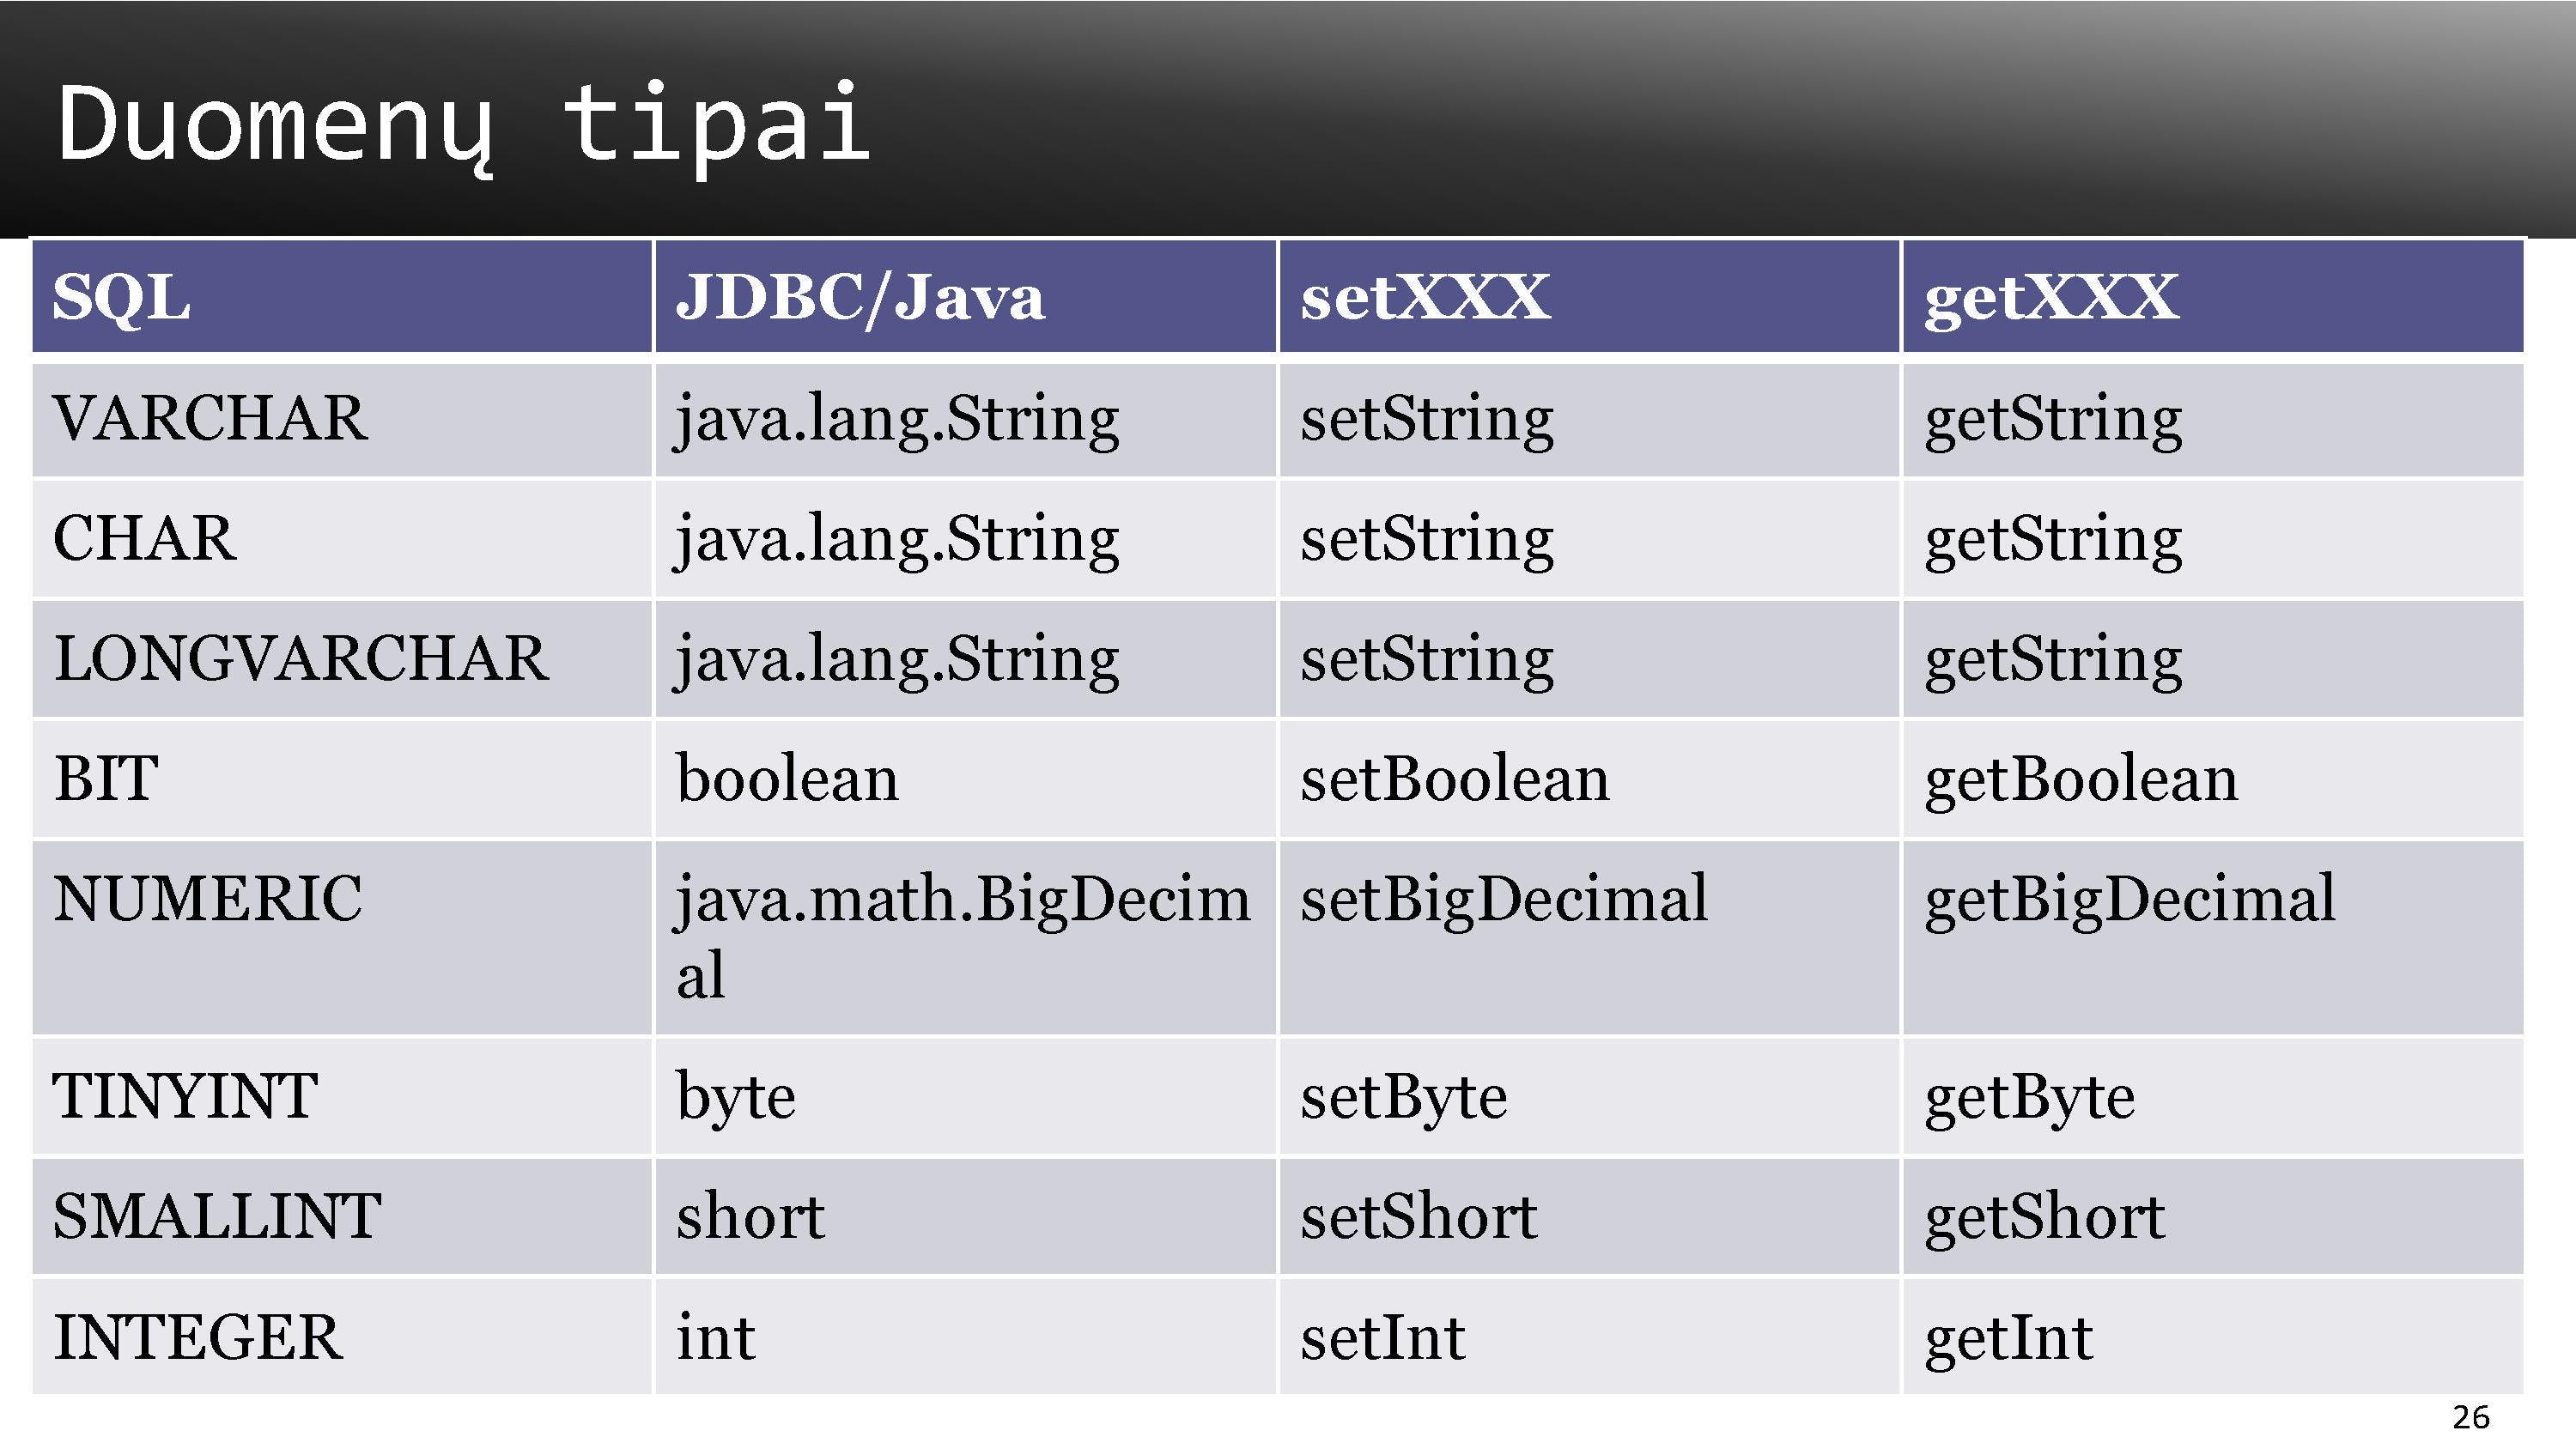 Duomenų tipai
SQL JDBC/Java setXXX getXXX
VARCHAR java.lang.String setString getString
CHAR java.lang.String setString getString
LONGVARCHAR java.lang.String setString getString
BIT boolean setBoolean getBoolean
NUMERIC java.math.BigDecim setBigDecimal getBigDecimal
al
TINYINT byte setByte getByte
SMALLINT short setShort getShort
INTEGER int setInt getInt
26